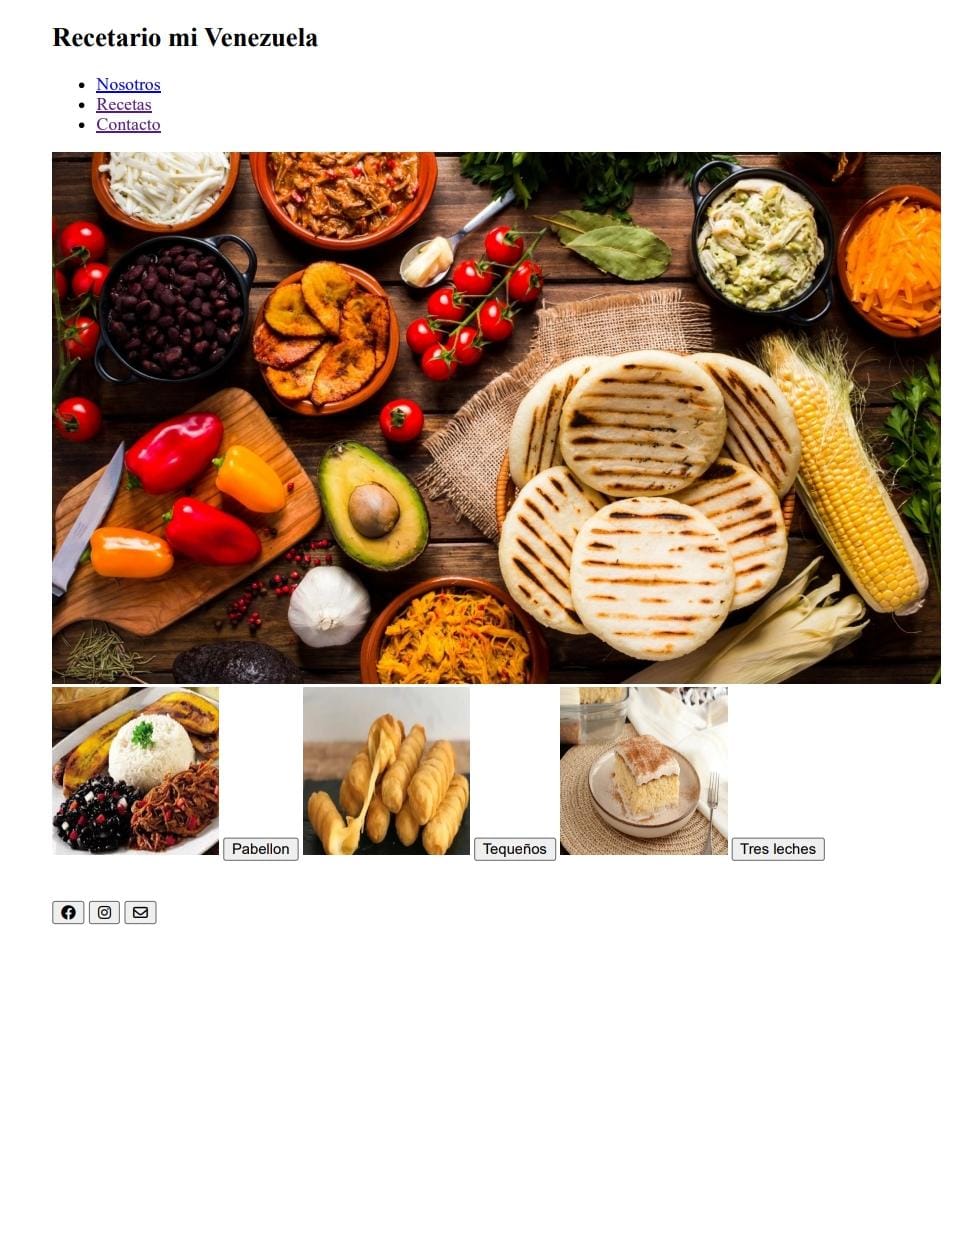 Recetario mi Venezuela
Nosotros
Recetas
Contacto
Pabellon
Tequeños
Tres leches